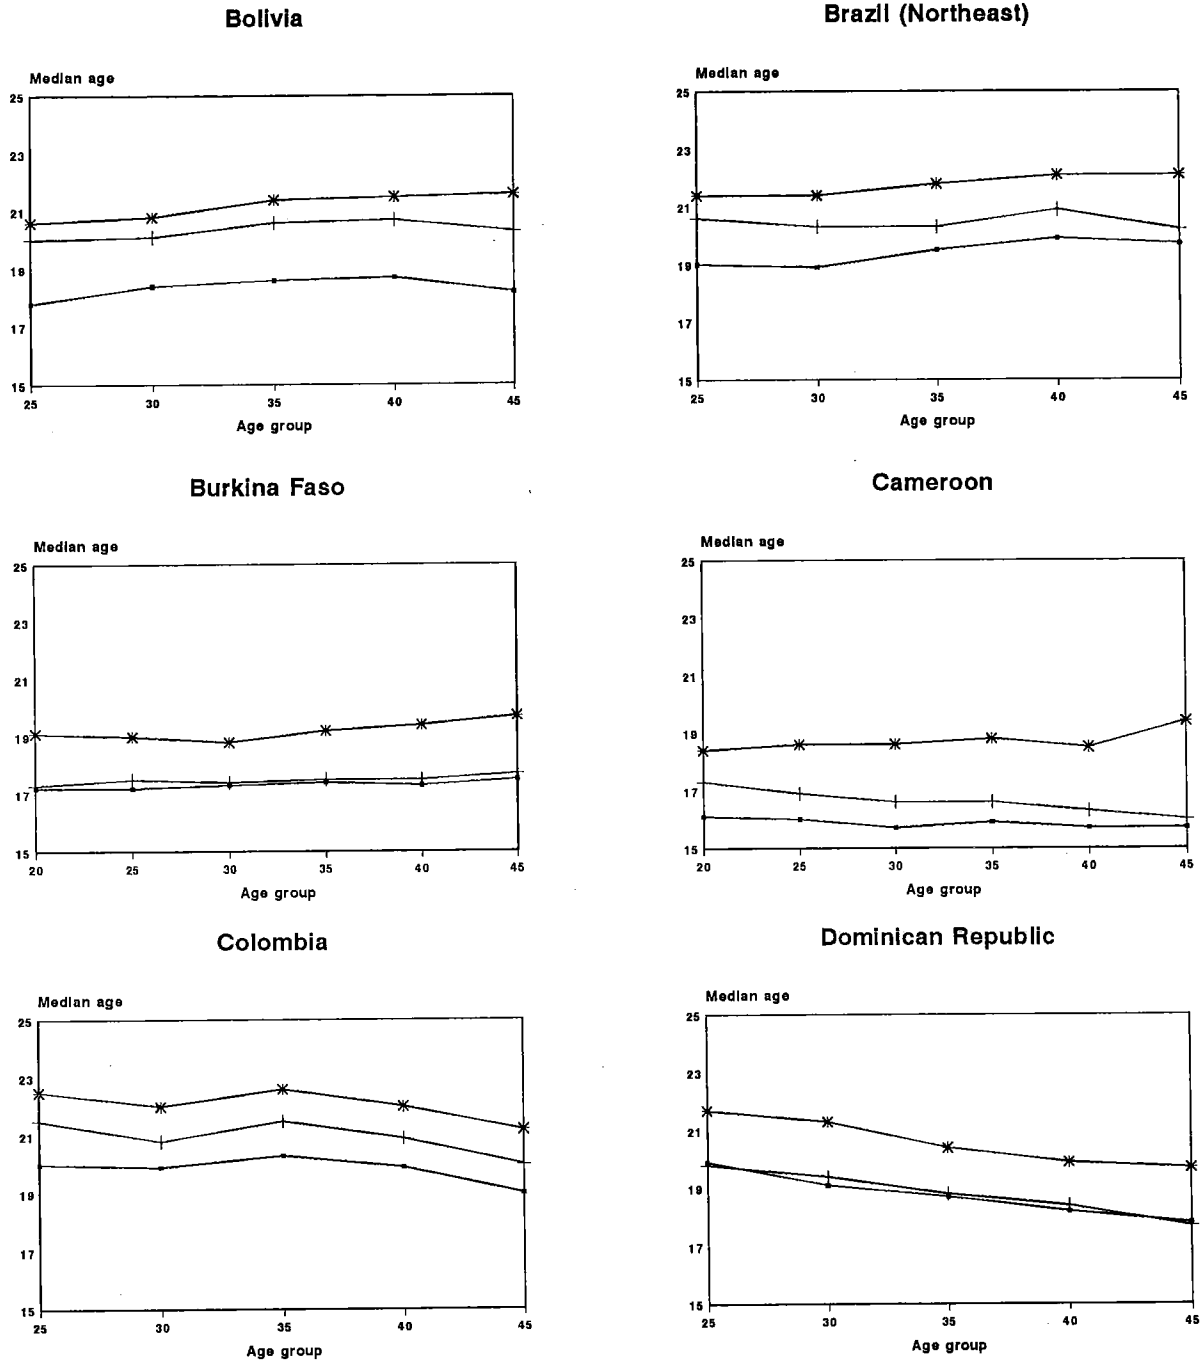 Bolivia
Median age
25
23
21
19
17
15
25 30 35 40 45
Age group
Brazil (Northeast)
Median age
25
23
21
19
17
15
25 30 35 40 45
Age group
Burkina Faso
Median age
25
23
21
19
17
15
20 25 30 35 40 45
Age group
Cameroon
Median age
25
23
21
19
17
15
20 25 30 35 40 45
Age group
Colombia
Median age
25
23
21
19
17
15
25 30 35 40 45
Age group
Dominican Republic
Median age
25
23
21
19
17
15
25 30 35 40 45
Age group